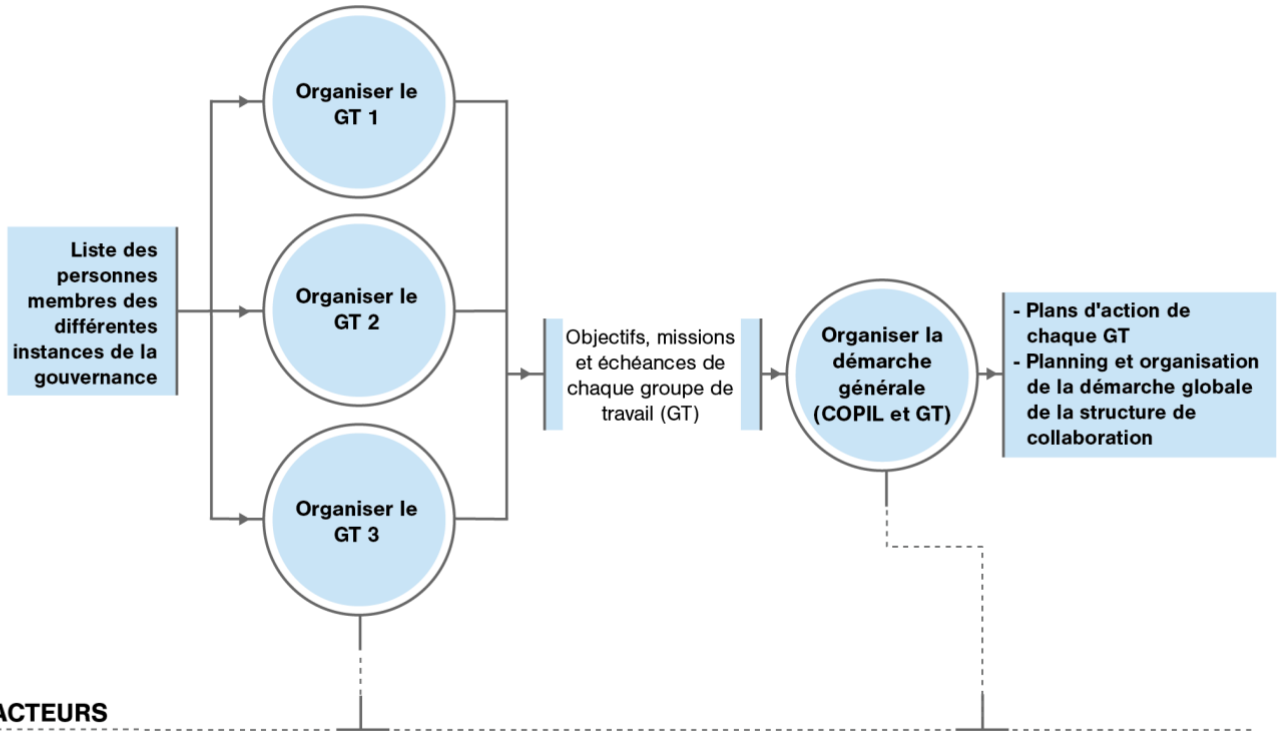 Organiser le
GT 1
Liste des
personnes
membres des
différentes
instances de la
gouvernance
Organiser le
GT 2
Organiser le
GT 3
Objectifs, missions
et échéances de
chaque groupe de
travail (GT)
Organiser la
démarche
générale
(COPIL et GT)
- Plans d'action de
chaque GT
- Planning et organisation
de la démarche globale
de la structure de
collaboration
ACTEURS